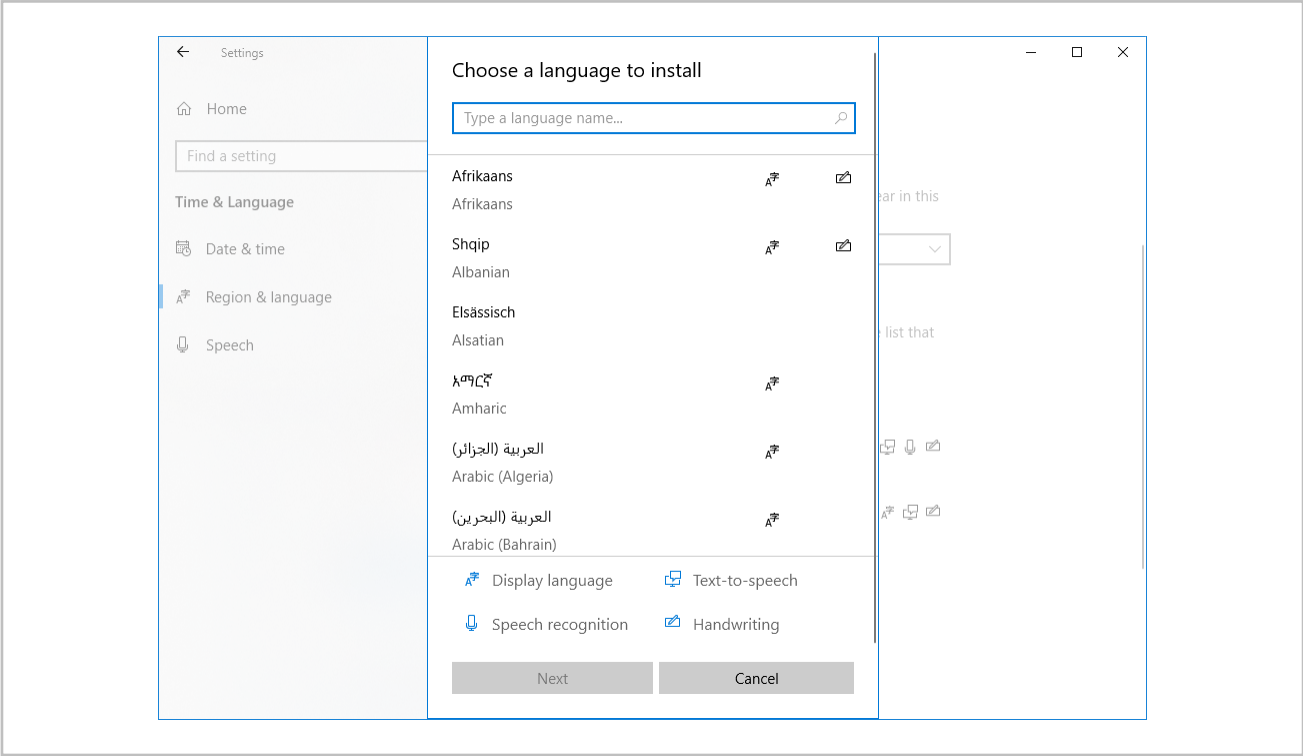 Settings
Home
Find a setting
Time & Language
Date & time
Region & language
Speech
Choose a language to install
Type a language name...
Afrikaans
Afrikaans
Shqip
Albanian
Elsässisch
Alsatian
አማርኛ
Amharic
العربية (الجزائر)
Arabic (Algeria)
العربية (البحرين)
Arabic (Bahrain)
Display language
Text-to-speech
Speech recognition
Handwriting
Next
Cancel
ear in this
list that